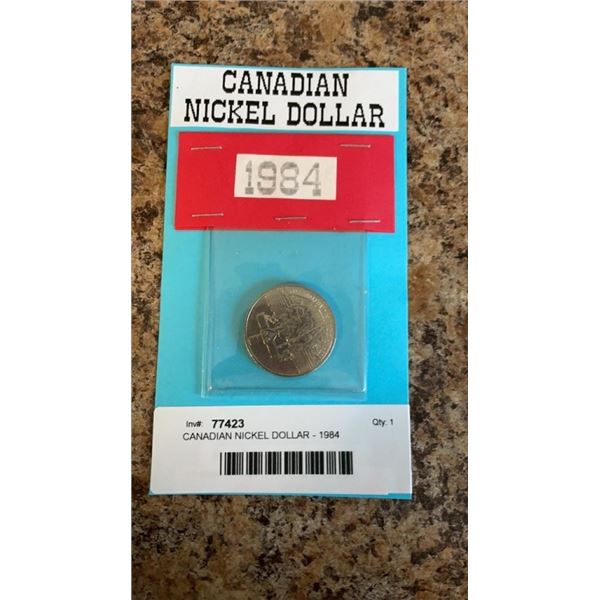 CANADIAN
NICKEL DOLLAR
1984
Inv#: 77423 Qty: 1
CANADIAN NICKEL DOLLAR - 1984